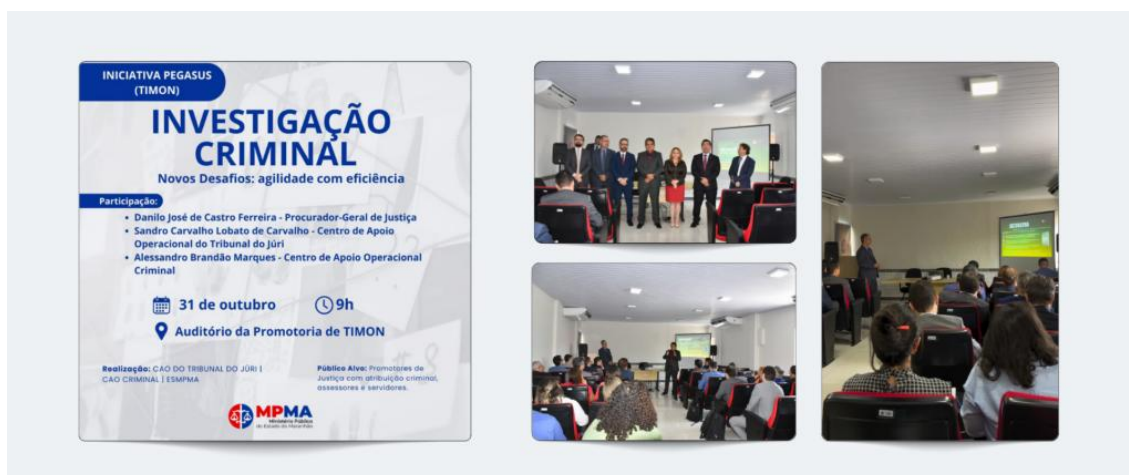 INICIATIVA PEGASUS
(TIMON)
INVESTIGAÇÃO
CRIMINAL
Novos Desafios: agilidade com eficiência
Participação:
• Danilo José de Castro Ferreira - Procurador-Geral de Justiça
• Sandro Carvalho Lobato de Carvalho - Centro de Apoio
Operacional do Tribunal do Júri
• Alessandro Brandão Marques - Centro de Apoio Operacional
Criminal
31 de outubro
9h
Auditório da Promotoria de TIMON
Realização: CAO DO TRIBUNAL DO JÚRI |
CAO CRIMINAL | ESMPMA
Público Alvo: Promotores de
Justiça com atribuição criminal,
assessores e servidores.
MPMA
Ministério Público
do Estado do Maranhão